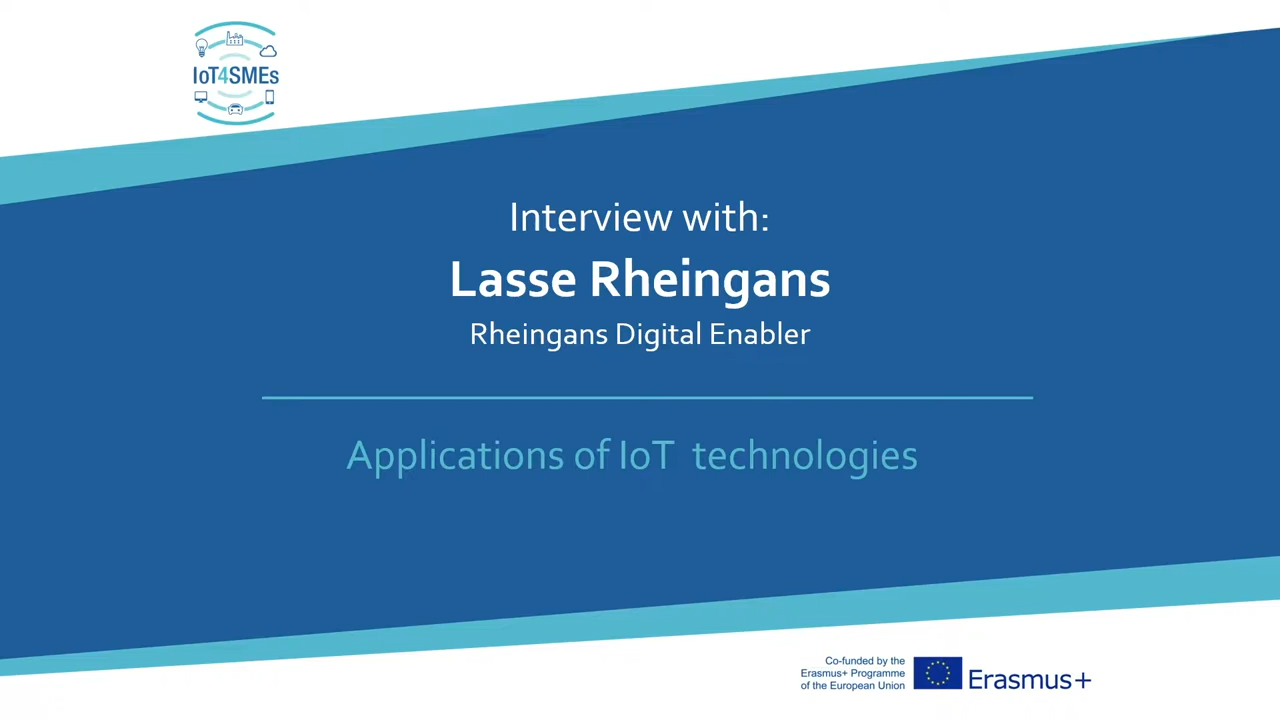 IoT4SMEs
Interview with:
Lasse Rheingans
Rheingans Digital Enabler
Applications of IoT technologies
Co-funded by the
Erasmus+ Programme
of the European Union
Erasmus+